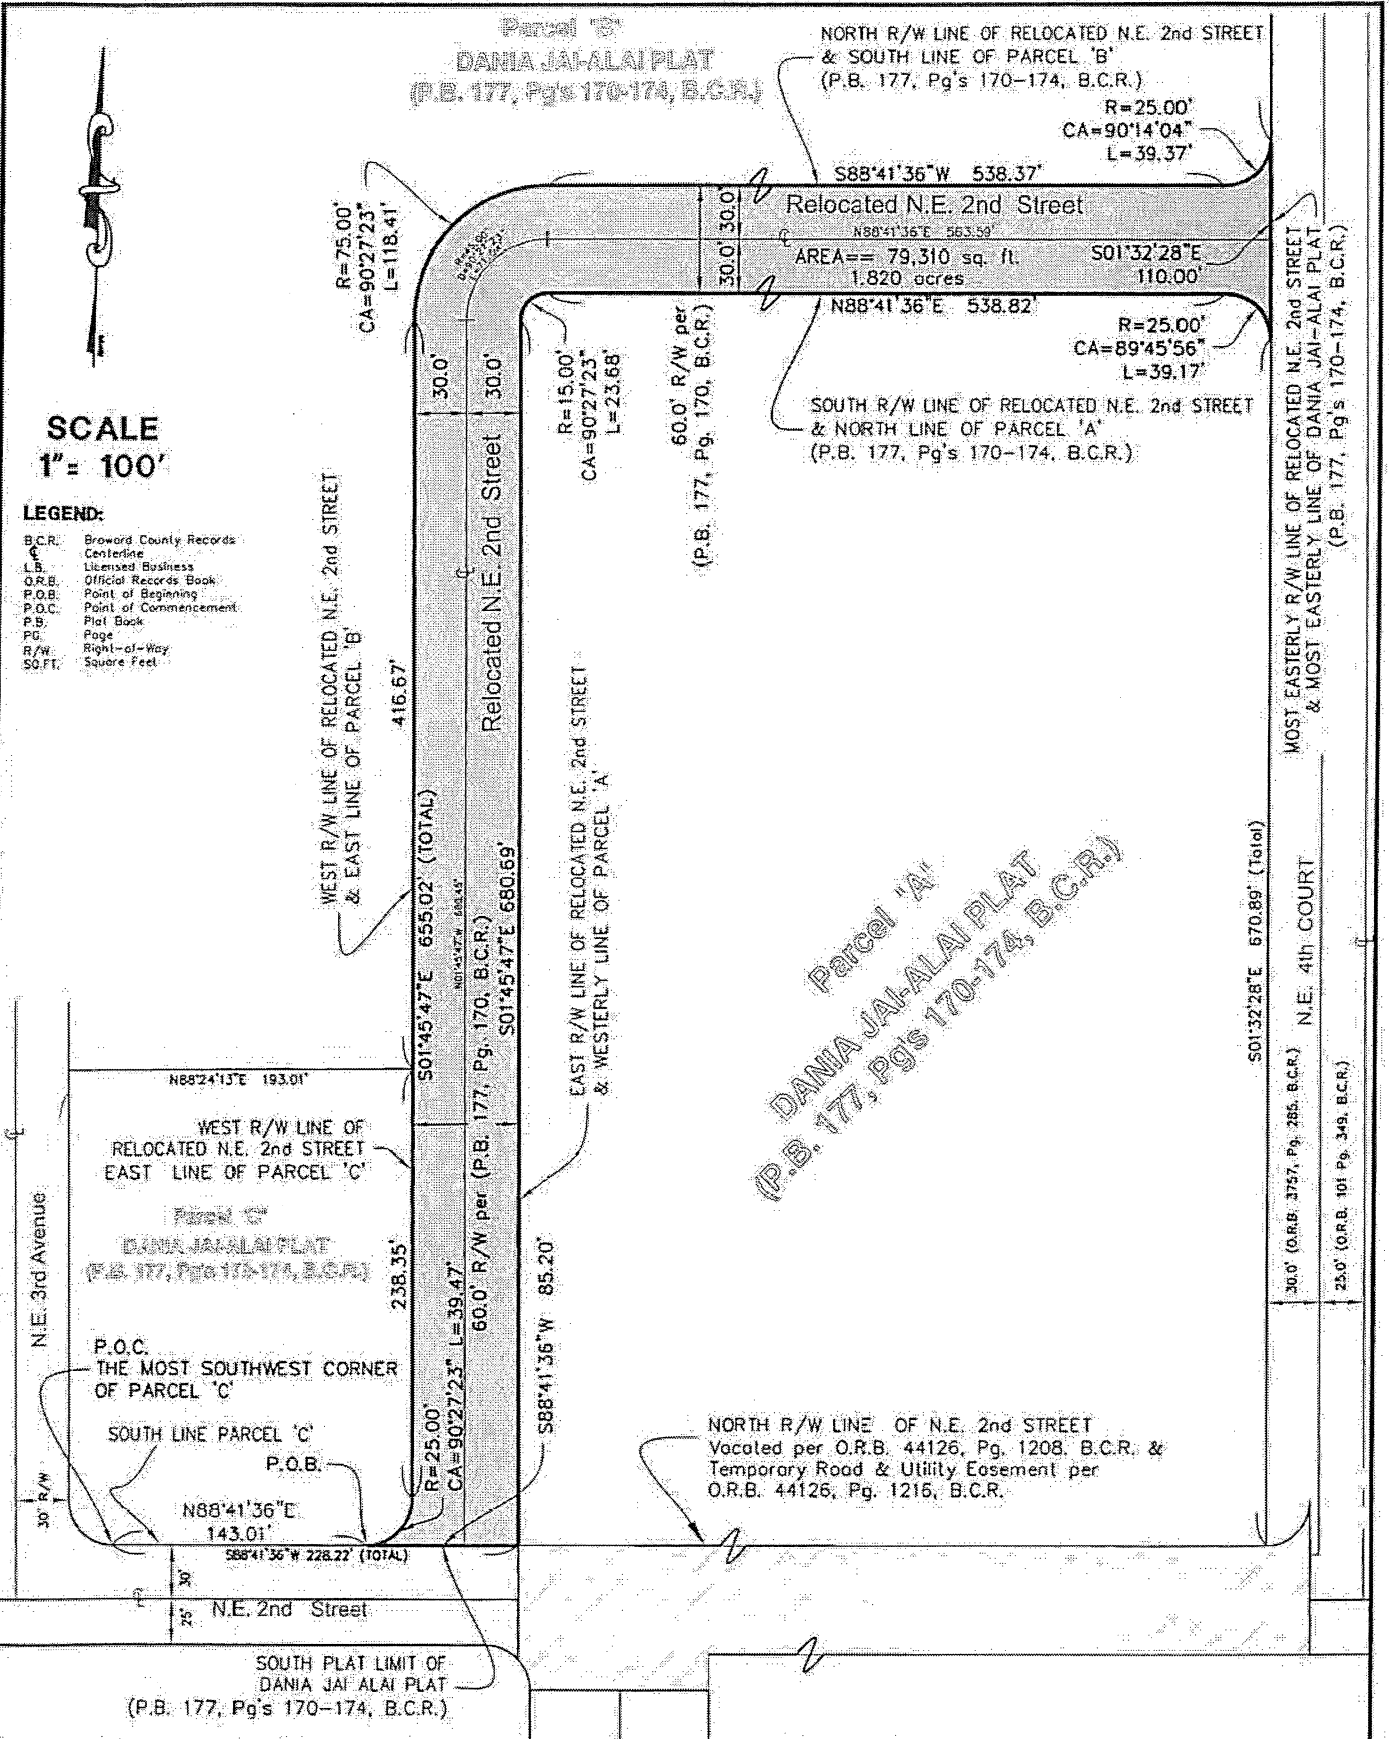 Parcel "B"
DANIA JAI-ALAI PLAT
(P.B. 177, Pg's 170-174, B.C.R.)
NORTH R/W LINE OF RELOCATED N.E. 2nd STREET
& SOUTH LINE OF PARCEL 'B'
(P.B. 177, Pg's 170-174, B.C.R.)
R=25.00'
CA=90°14'04"
L=39.37'
S88°41'36"W 538.37'
Relocated N.E. 2nd Street
N88°41'36"E 563.59'
AREA== 79,310 sq. ft.
1.820 acres
S01°32'28"E
110.00'
30.0'
30.0'
N88°41'36"E 538.82'
R=25.00'
CA=89°45'56"
L=39.17'
SOUTH R/W LINE OF RELOCATED N.E. 2nd STREET
& NORTH LINE OF PARCEL 'A'
(P.B. 177, Pg's 170-174, B.C.R.)
R=75.00'
CA=90°27'23"
L=118.41'
30.0'
30.0'
R=15.00'
CA=90°27'23"
L=23.68'
60.0' R/W per
(P.B. 177, Pg. 170, B.C.R.)
MOST EASTERLY R/W LINE OF RELOCATED N.E. 2nd STREET
& MOST EASTERLY LINE OF DANIA JAI-ALAI PLAT
(P.B. 177, Pg's 170-174, B.C.R.)
SCALE
1"= 100'
LEGEND:
B.C.R. Broward County Records
Centerline
L.B. Licensed Business
O.R.B. Official Records Book
P.O.B. Point of Beginning
P.O.C. Point of Commencement
P.B. Plat Book
PG. Page
R/W Right-of-Way
SQ.FT. Square Feet
WEST R/W LINE OF RELOCATED N.E. 2nd STREET
& EAST LINE OF PARCEL 'B'
416.67'
Relocated N.E. 2nd Street
S01°45'47"E 655.02' (TOTAL)
N01°45'47"W
60.0' R/W per (P.B. 177, Pg. 170, B.C.R.)
S01°45'47"E 680.69'
EAST R/W LINE OF RELOCATED N.E. 2nd STREET
& WESTERLY LINE OF PARCEL 'A'
Parcel "A"
DANIA JAI-ALAI PLAT
(P.B. 177, Pg's 170-174, B.C.R.)
S01°32'28"E 670.89' (Total)
N.E. 4th COURT
30.0' (O.R.B. 3757, Pg. 285, B.C.R.)
25.0' (O.R.B. 101 Pg. 349, B.C.R.)
N88°24'13"E 193.01'
WEST R/W LINE OF
RELOCATED N.E. 2nd STREET
EAST LINE OF PARCEL 'C'
Parcel "C"
DANIA JAI-ALAI PLAT
(P.B. 177, Pg's 170-174, B.C.R.)
238.35'
N.E. 3rd Avenue
30' R/W
P.O.C.
THE MOST SOUTHWEST CORNER
OF PARCEL 'C'
SOUTH LINE PARCEL 'C'
P.O.B.
R=25.00'
CA=90°27'23" L=39.47'
S88°41'36"W 85.20'
N88°41'36"E
143.01'
S88°41'36"W 228.22' (TOTAL)
NORTH R/W LINE OF N.E. 2nd STREET
Vacated per O.R.B. 44126, Pg. 1208, B.C.R. &
Temporary Road & Utility Easement per
O.R.B. 44126, Pg. 1215, B.C.R.
30'
25'
N.E. 2nd Street
SOUTH PLAT LIMIT OF
DANIA JAI ALAI PLAT
(P.B. 177, Pg's 170-174, B.C.R.)